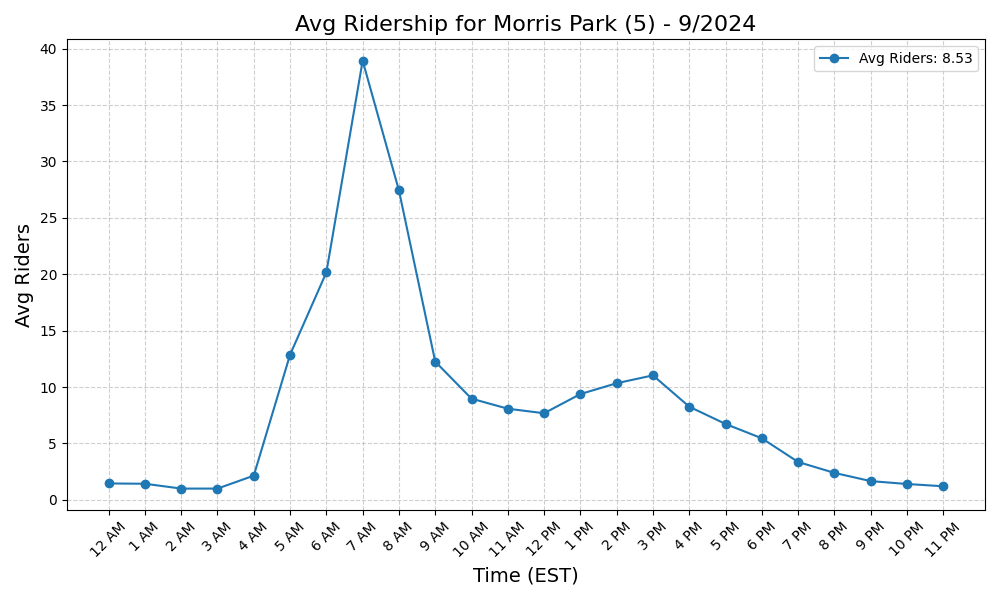 Avg Ridership for Morris Park (5) - 9/2024
Avg Riders: 8.53
Avg Riders
40
35
30
25
20
15
10
5
0
12 AM
1 AM
2 AM
3 AM
4 AM
5 AM
6 AM
7 AM
8 AM
9 AM
10 AM
11 AM
12 PM
1 PM
2 PM
3 PM
4 PM
5 PM
6 PM
7 PM
8 PM
9 PM
10 PM
11 PM
Time (EST)